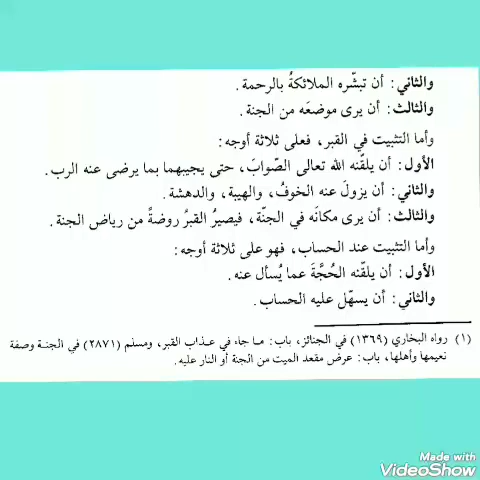 والثاني: أن تبشّره الملائكةُ بالرحمة.
والثالث: أن يرى موضعَه من الجنة.
وأما التثبيت في القبر، فعلى ثلاثة أوجه:
الأول: أن يلقّنه الله تعالى الصّوابَ، حتى يجيبهما بما يرضى عنه الرب.
والثاني: أن يزولَ عنه الخوفُ، والهيبة، والدهشة.
والثالث: أن يرى مكانَه في الجنّة، فيصيرُ القبرُ روضةً من رياض الجنة.
وأما التثبيت عند الحساب، فهو على ثلاثة أوجه:
الأول: أن يلقّنه الحُجَّةَ عما يُسأل عنه.
والثاني: أن يسهّل عليه الحساب.
(١) رواه البخاري (١٣٦٩) في الجنائز، باب: ما جاء في عذاب القبر، ومسلم (٢٨٧١) في الجنة وصفة
نعيمها وأهلها، باب: عرض مقعد الميت من الجنة أو النار عليه.
Made with
VideoShow